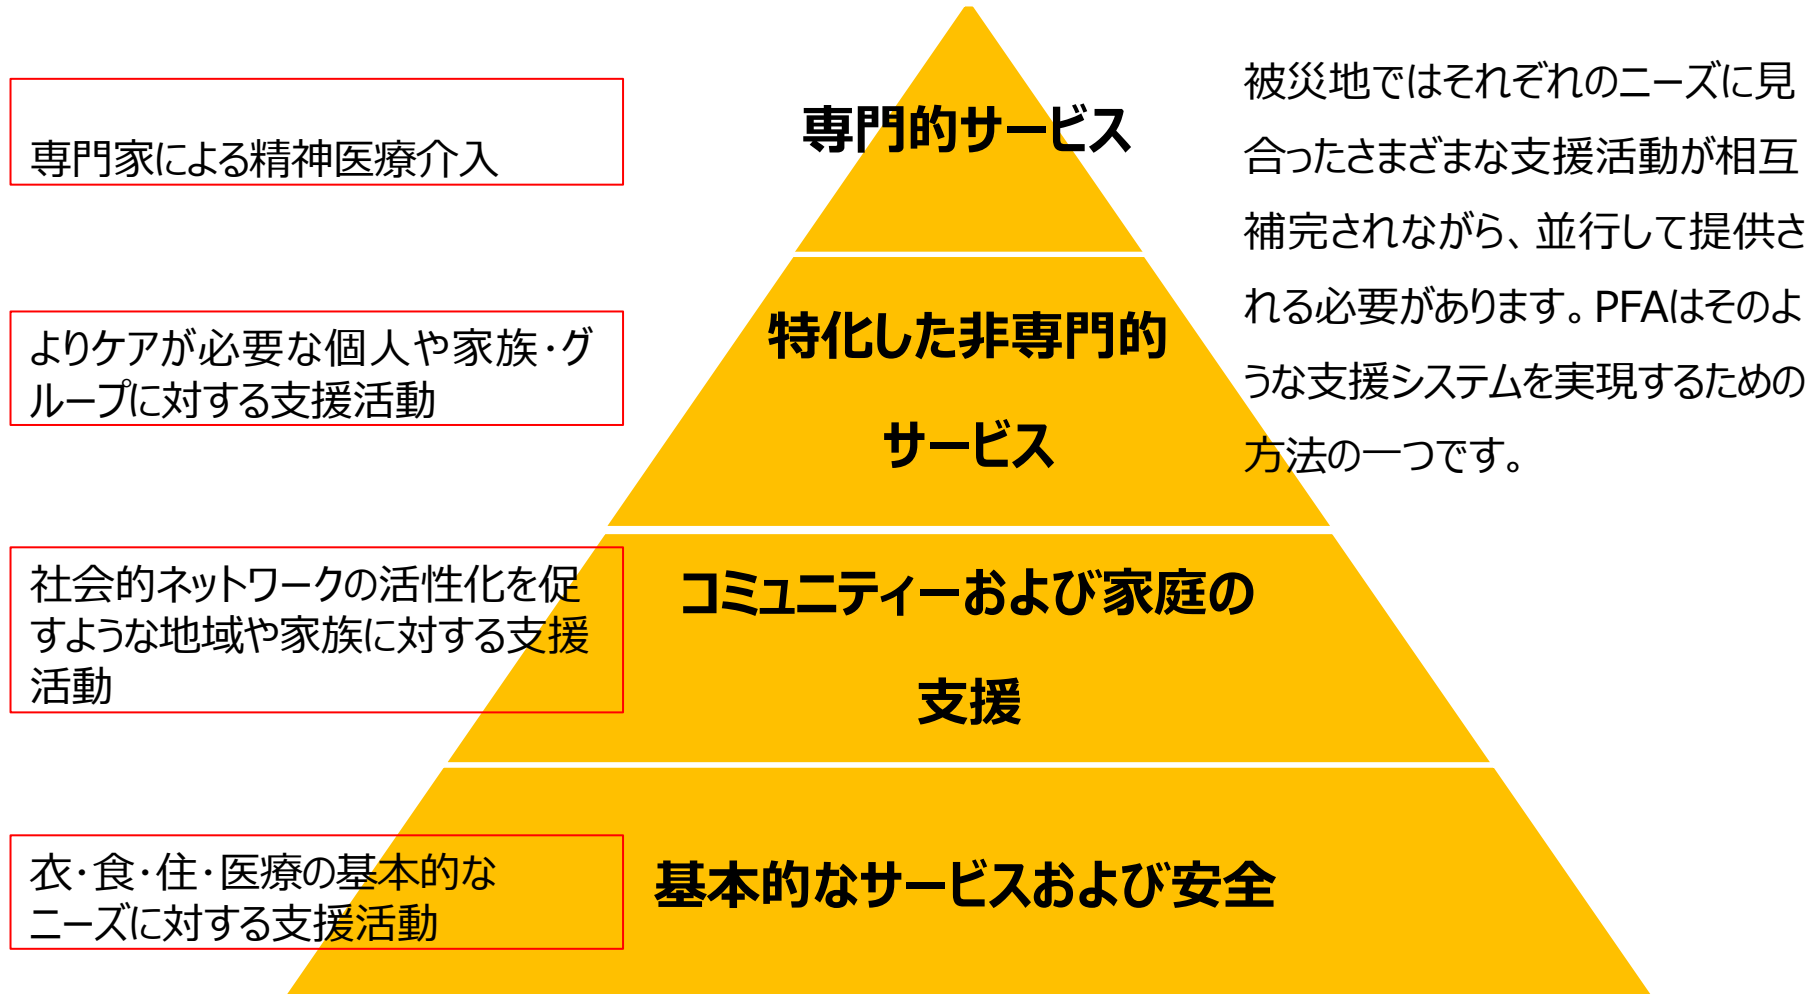 専門家による精神医療介入
専門的サービス
被災地ではそれぞれのニーズに見
合ったさまざまな支援活動が相互
補完されながら、並行して提供さ
れる必要があります。PFAはそのよ
うな支援システムを実現するための
方法の一つです。
よりケアが必要な個人や家族・グ
ループに対する支援活動
特化した非専門的
サービス
社会的ネットワークの活性化を促
すような地域や家族に対する支援
活動
コミュニティーおよび家庭の
支援
衣・食・住・医療の基本的な
ニーズに対する支援活動
基本的なサービスおよび安全